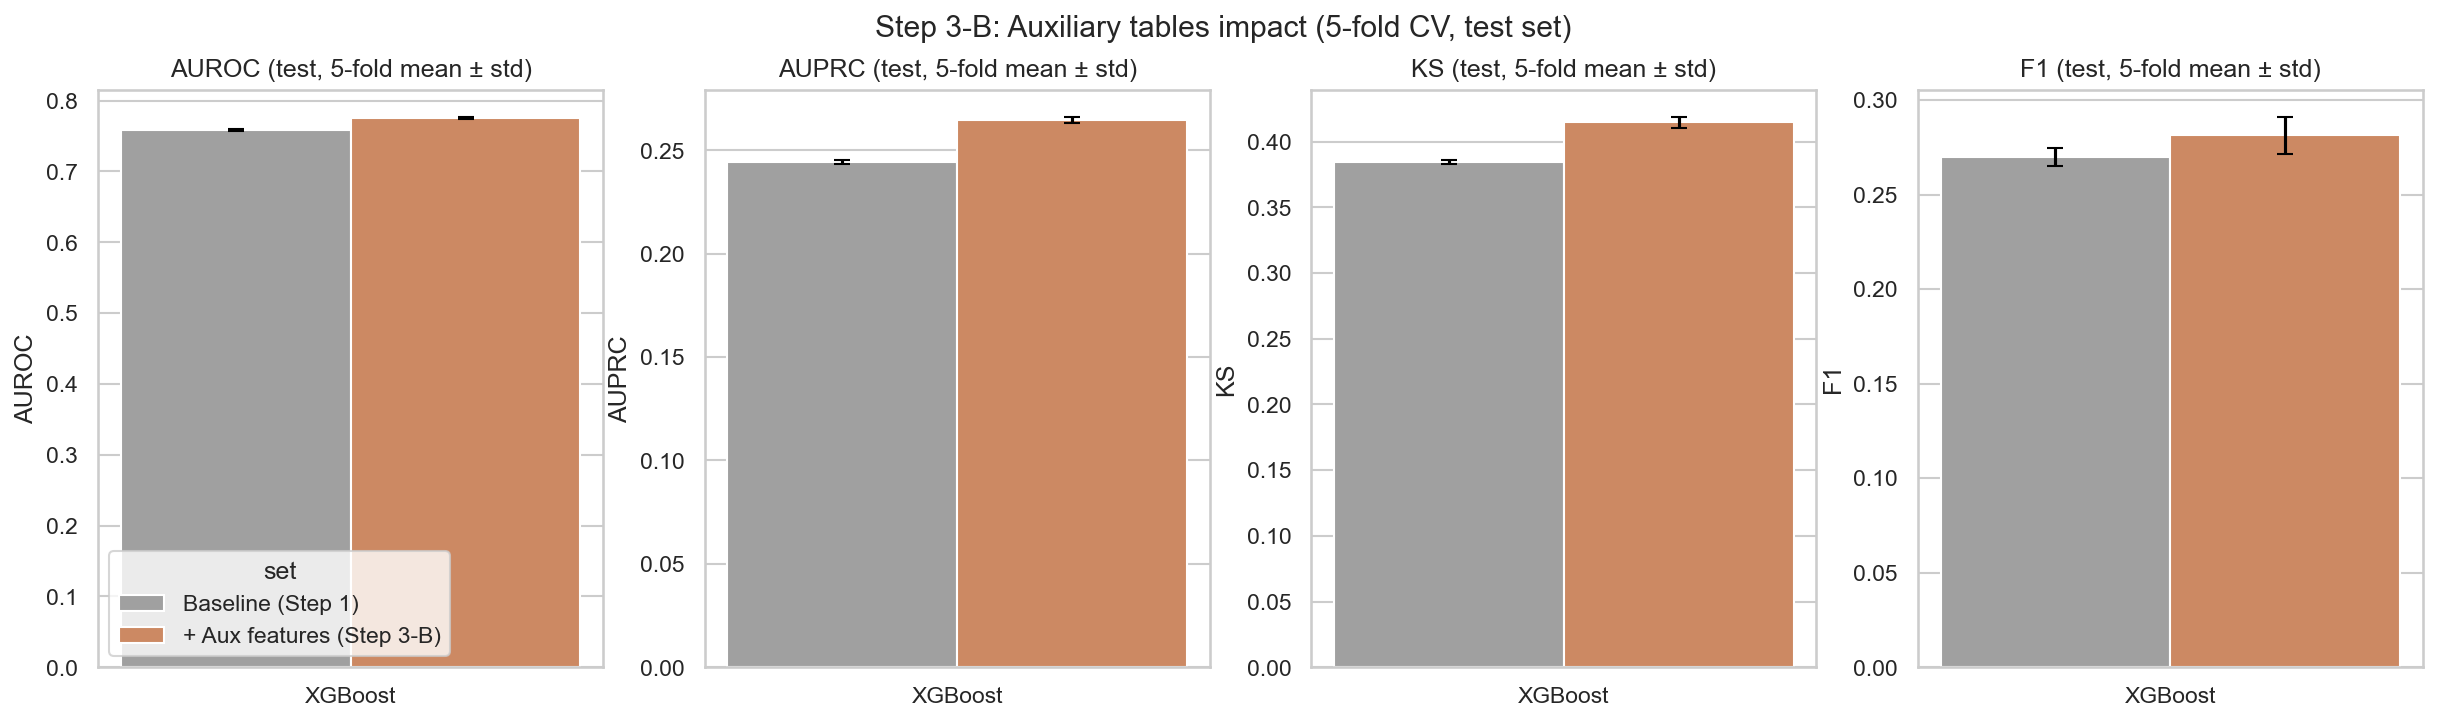 Step 3-B: Auxiliary tables impact (5-fold CV, test set)
AUROC (test, 5-fold mean ± std)
0.8
0.7
0.6
0.5
0.4
0.3
0.2
0.1
0.0
AUROC
set
Baseline (Step 1)
+ Aux features (Step 3-B)
XGBoost
AUPRC (test, 5-fold mean ± std)
0.25
0.20
0.15
0.10
0.05
0.00
AUPRC
XGBoost
KS (test, 5-fold mean ± std)
0.40
0.35
0.30
0.25
0.20
0.15
0.10
0.05
0.00
KS
XGBoost
F1 (test, 5-fold mean ± std)
0.30
0.25
0.20
0.15
0.10
0.05
0.00
F1
XGBoost